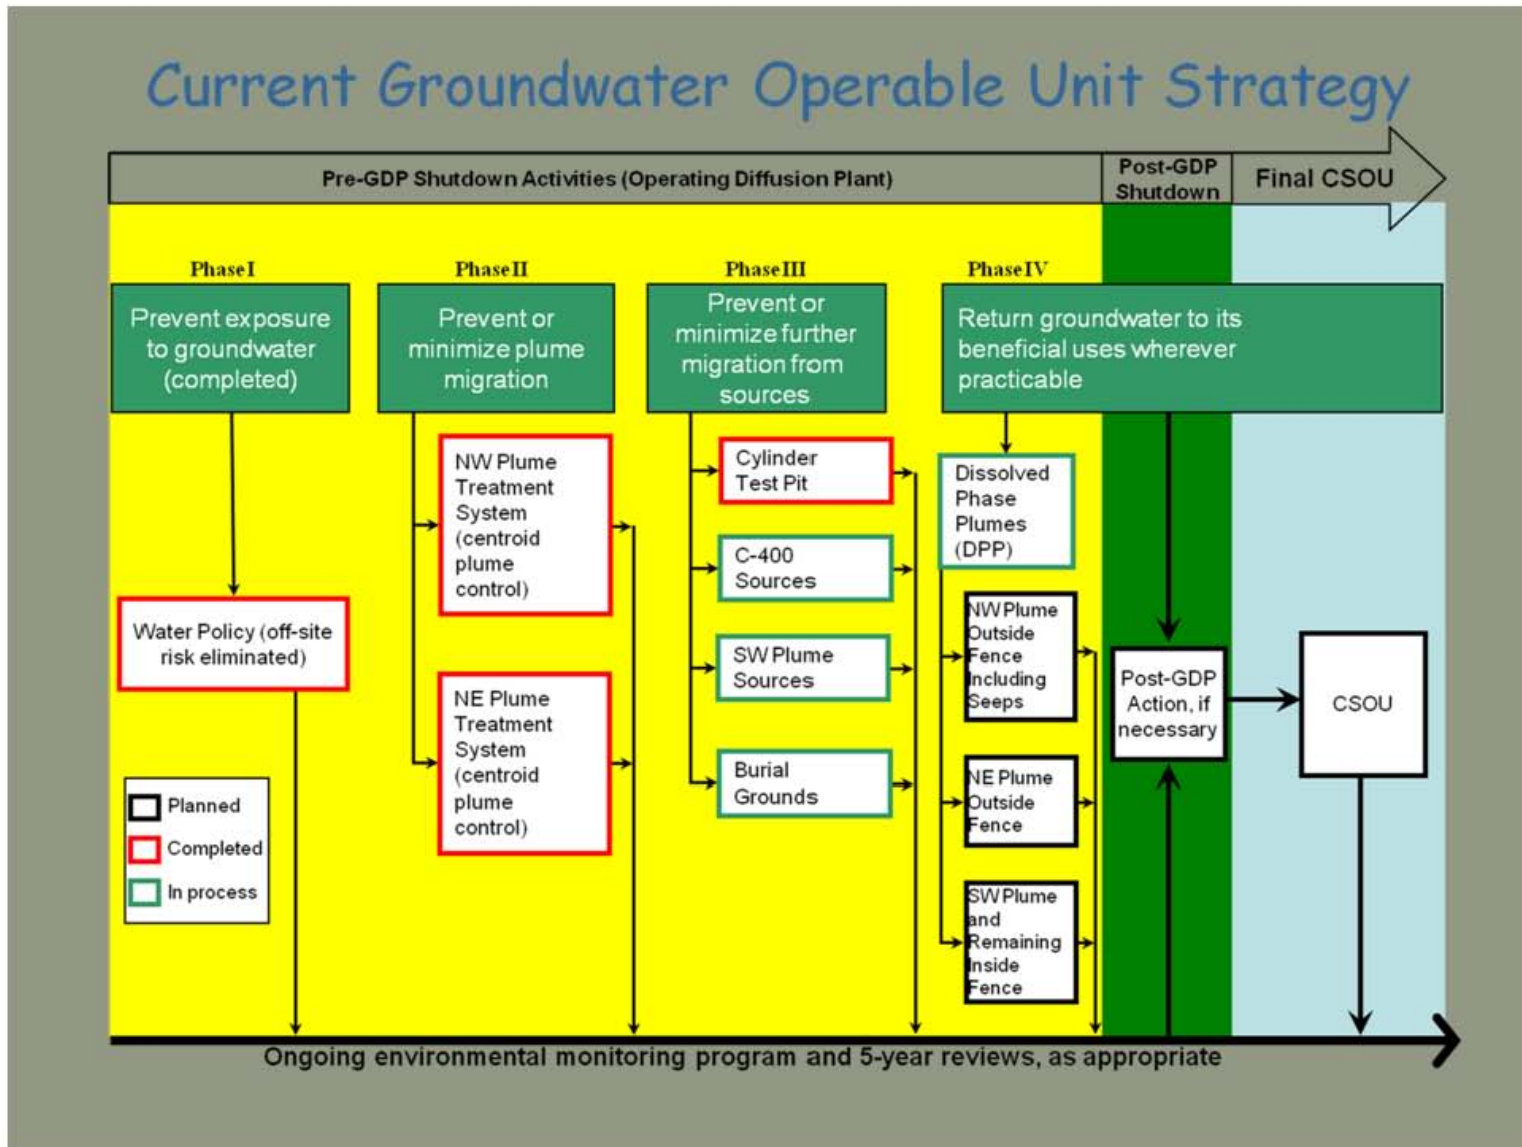 Current Groundwater Operable Unit Strategy
Pre-GDP Shutdown Activities (Operating Diffusion Plant)
Post-GDP
Shutdown
Final CSOU
Phase I
Prevent exposure
to groundwater
(completed)
Water Policy (off-site
risk eliminated)
Planned
Completed
In process
Phase II
Prevent or
minimize plume
migration
NW Plume
Treatment
System
(centroid
plume
control)
NE Plume
Treatment
System
(centroid
plume
control)
Phase III
Prevent or
minimize further
migration from
sources
Cylinder
Test Pit
C-400
Sources
SW Plume
Sources
Burial
Grounds
Phase IV
Return groundwater to its
beneficial uses wherever
practicable
Dissolved
Phase
Plumes
(DPP)
NW Plume
Outside
Fence
Including
Seeps
NE Plume
Outside
Fence
SW Plume
and
Remaining
Inside
Fence
Post-GDP
Action, if
necessary
CSOU
Ongoing environmental monitoring program and 5-year reviews, as appropriate